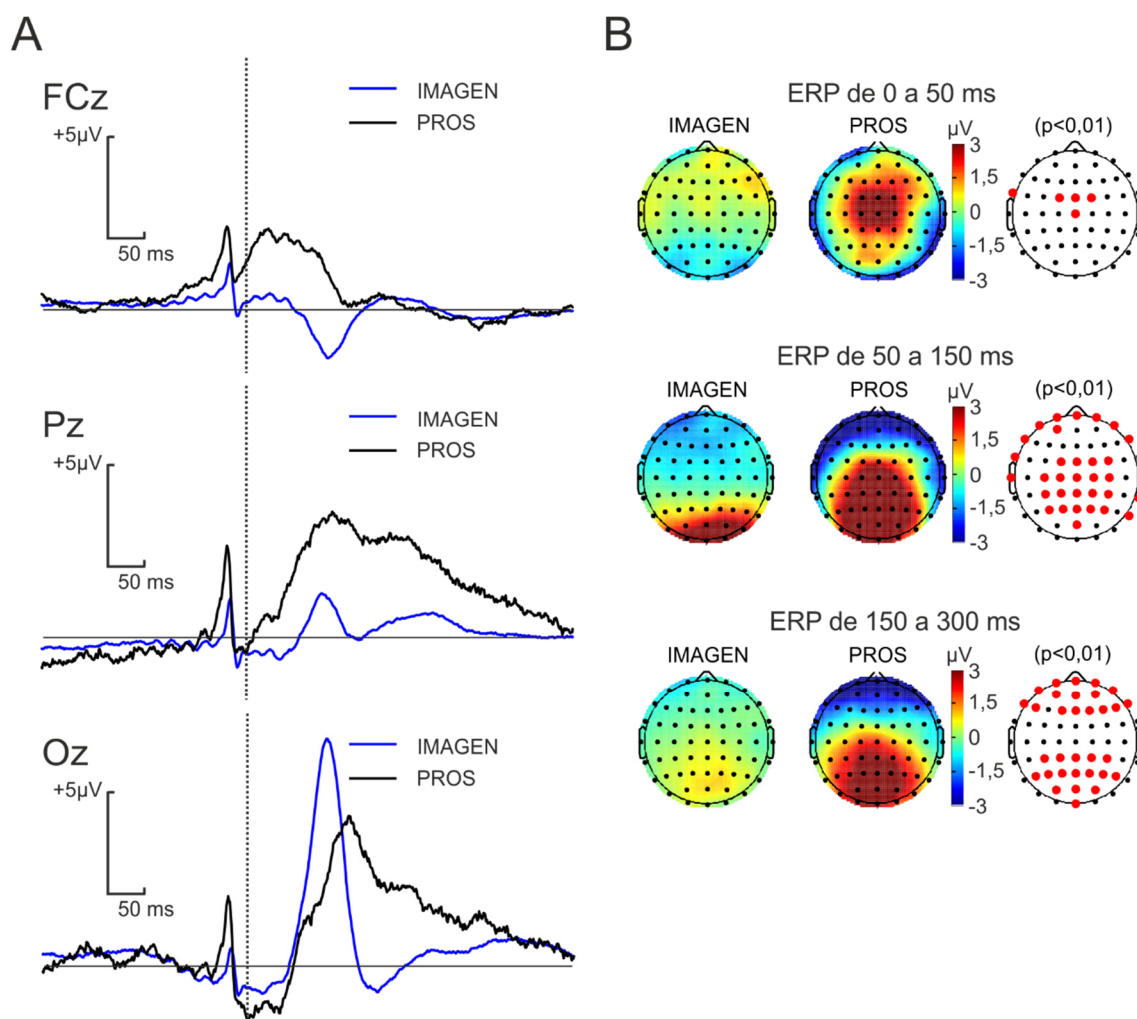 A
FCz
+5µV
50 ms
IMAGEN
PROS
Pz
+5µV
50 ms
IMAGEN
PROS
Oz
+5µV
50 ms
IMAGEN
PROS
B
ERP de 0 a 50 ms
IMAGEN PROS µV (p<0,01)
3
1,5
0
-1,5
-3
ERP de 50 a 150 ms
IMAGEN PROS µV (p<0,01)
3
1,5
0
-1,5
-3
ERP de 150 a 300 ms
IMAGEN PROS µV (p<0,01)
3
1,5
0
-1,5
-3